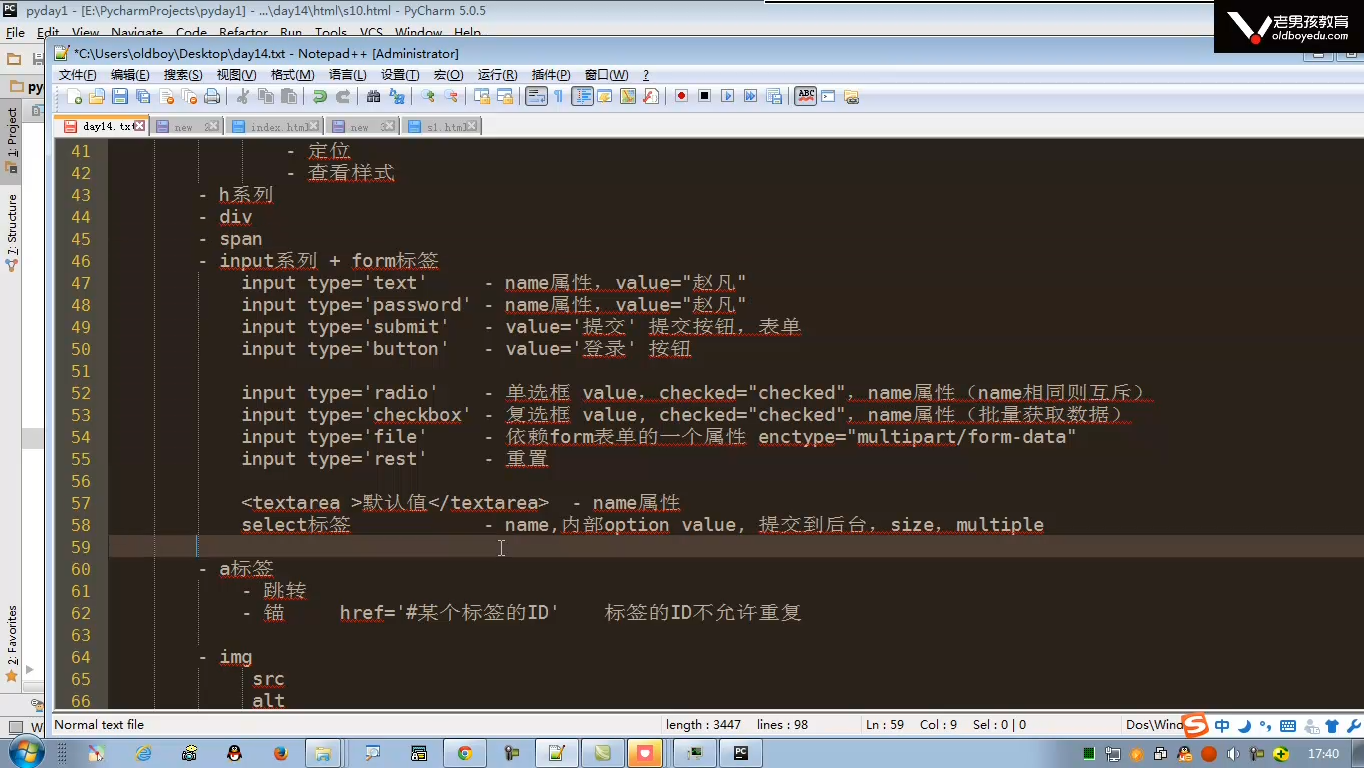 pyday1 - [E:\PycharmProjects\pyday1] - ...\day14\html\s10.html - PyCharm 5.0.5
老男孩教育
oldboyedu.com
File Edit View Navigate Code Refactor Run Tools VCS Window Help
*C:\Users\oldboy\Desktop\day14.txt - Notepad++ [Administrator]
文件(F) 编辑(E) 搜索(S) 视图(V) 格式(M) 语言(L) 设置(T) 宏(O) 运行(R) 插件(P) 窗口(W) ?
py
day14.txt new 2 index.html new 3 s1.html
1: Project
7: Structure
2: Favorites
41 - 定位
42 - 查看样式
43 - h系列
44 - div
45 - span
46 - input系列 + form标签
47 input type='text' - name属性, value="赵凡"
48 input type='password' - name属性, value="赵凡"
49 input type='submit' - value='提交' 提交按钮, 表单
50 input type='button' - value='登录' 按钮
51
52 input type='radio' - 单选框 value, checked="checked", name属性（name相同则互斥）
53 input type='checkbox' - 复选框 value, checked="checked", name属性（批量获取数据）
54 input type='file' - 依赖form表单的一个属性 enctype="multipart/form-data"
55 input type='rest' - 重置
56
57 <textarea >默认值</textarea> - name属性
58 select标签 - name,内部option value, 提交到后台, size, multiple
59
60 - a标签
61 - 跳转
62 - 锚 href='#某个标签的ID' 标签的ID不允许重复
63
64 - img
65 src
66 alt
Normal text file length : 3447 lines : 98 Ln : 59 Col : 9 Sel : 0 | 0 Dos\Wind
中
17:40